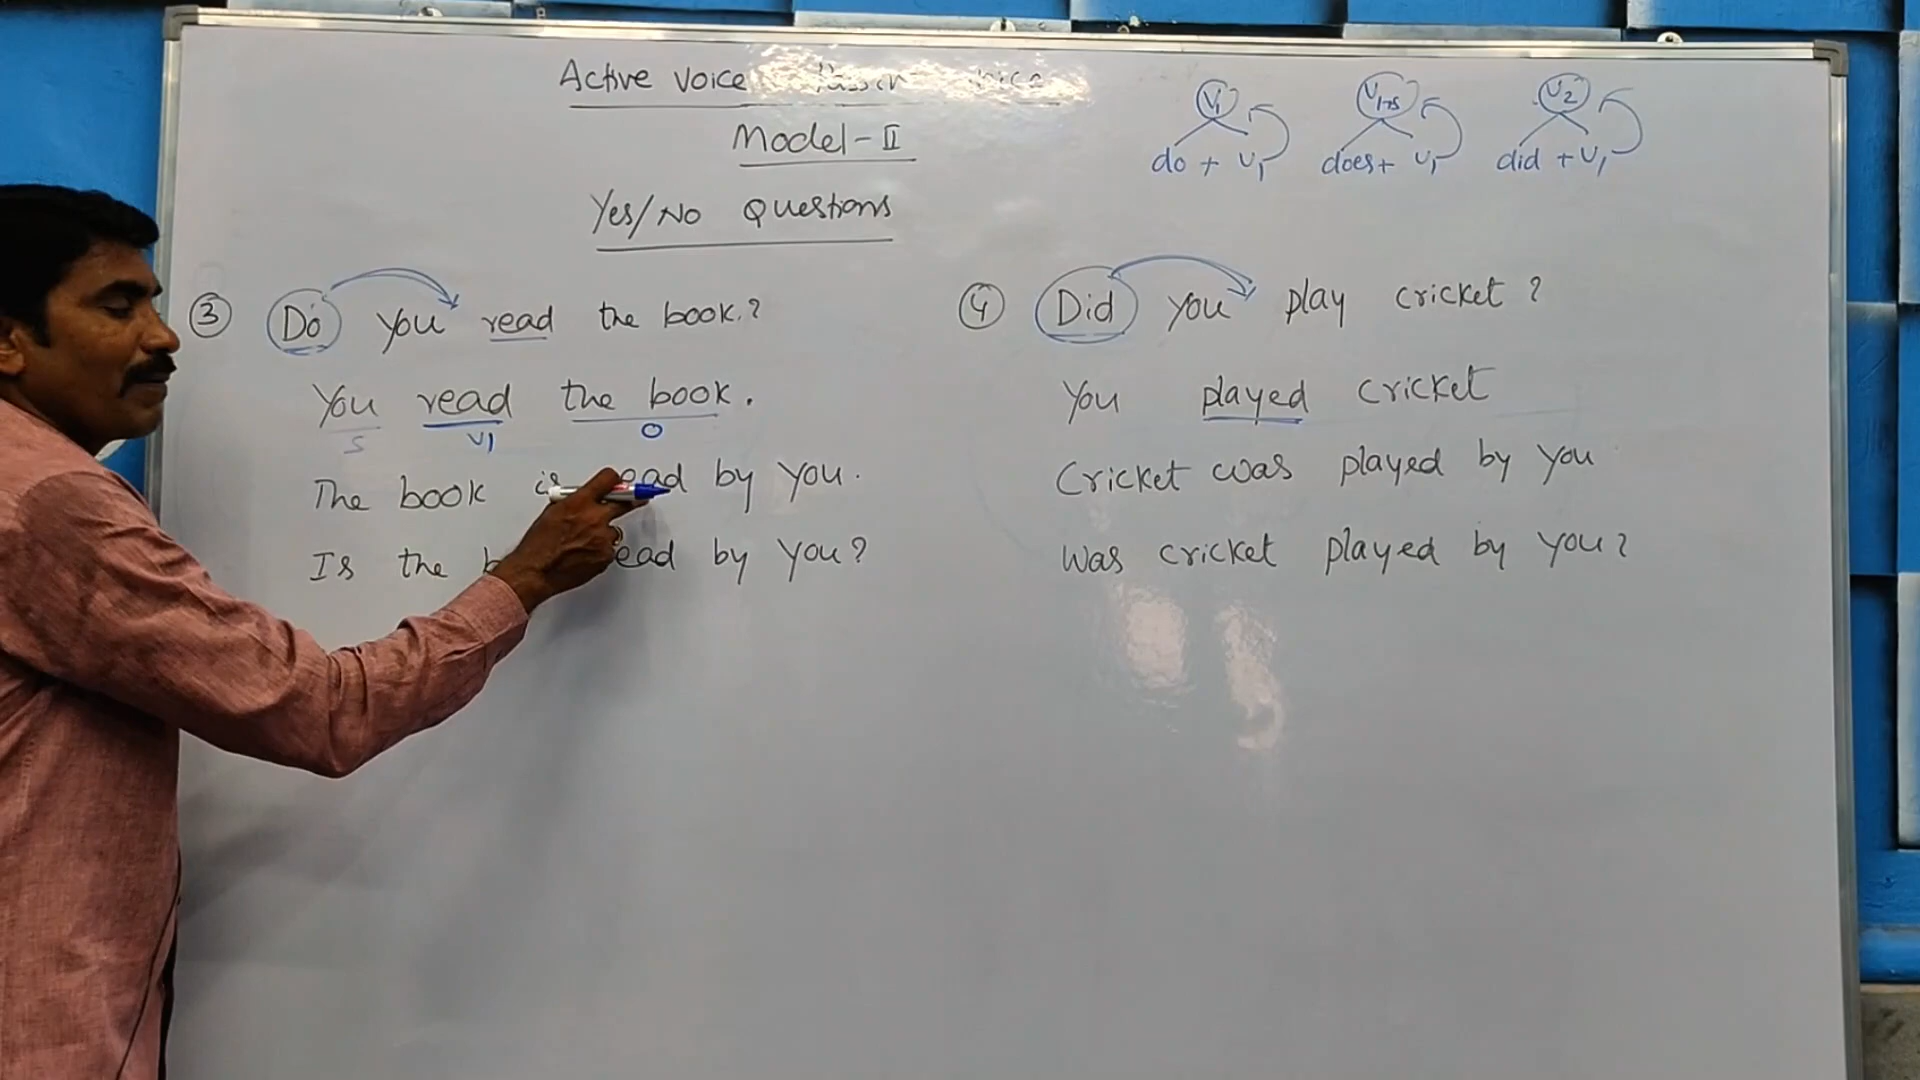 Active Voice
Model-II
Yes/No Questions
V1 V1+s V2
do + V1 does+ V1 did + V1
③ Do you read the book.?
You read the book.
S V1 O
The book is read by you.
Is the read by you?
④ Did you play cricket?
You played cricket
Cricket was played by you
Was cricket played by you?